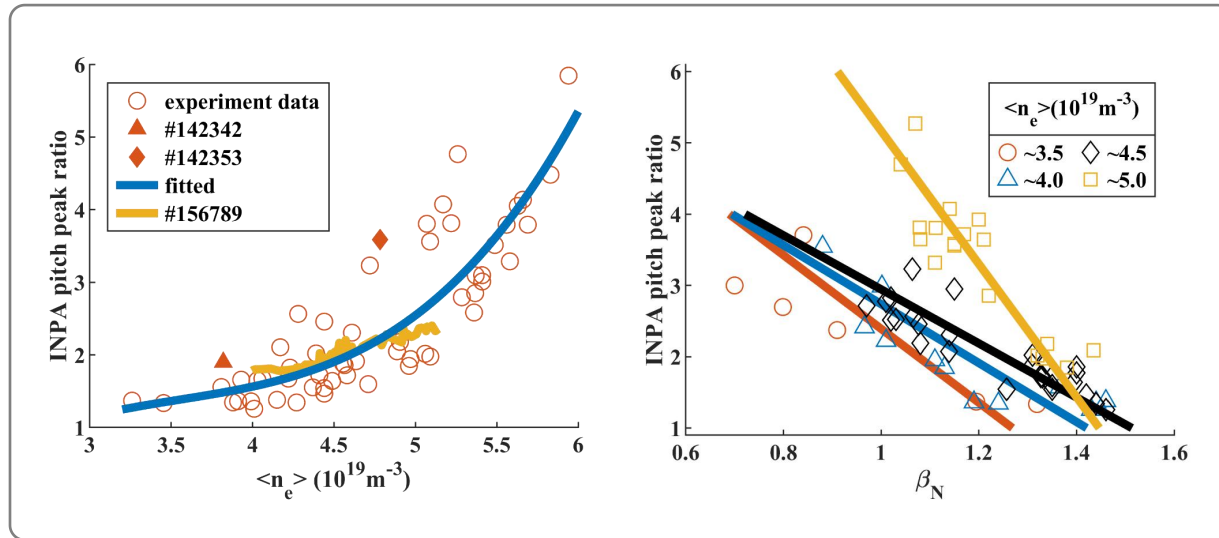 INPA pitch peak ratio
6
5
4
3
2
1
experiment data
#142342
#142353
fitted
#156789
3 3.5 4 4.5 5 5.5 6
<n_e> (10^19 m^-3)
INPA pitch peak ratio
6
5
4
3
2
1
<n_e>(10^19 m^-3)
~3.5 ~4.5
~4.0 ~5.0
0.6 0.8 1 1.2 1.4 1.6
β_N